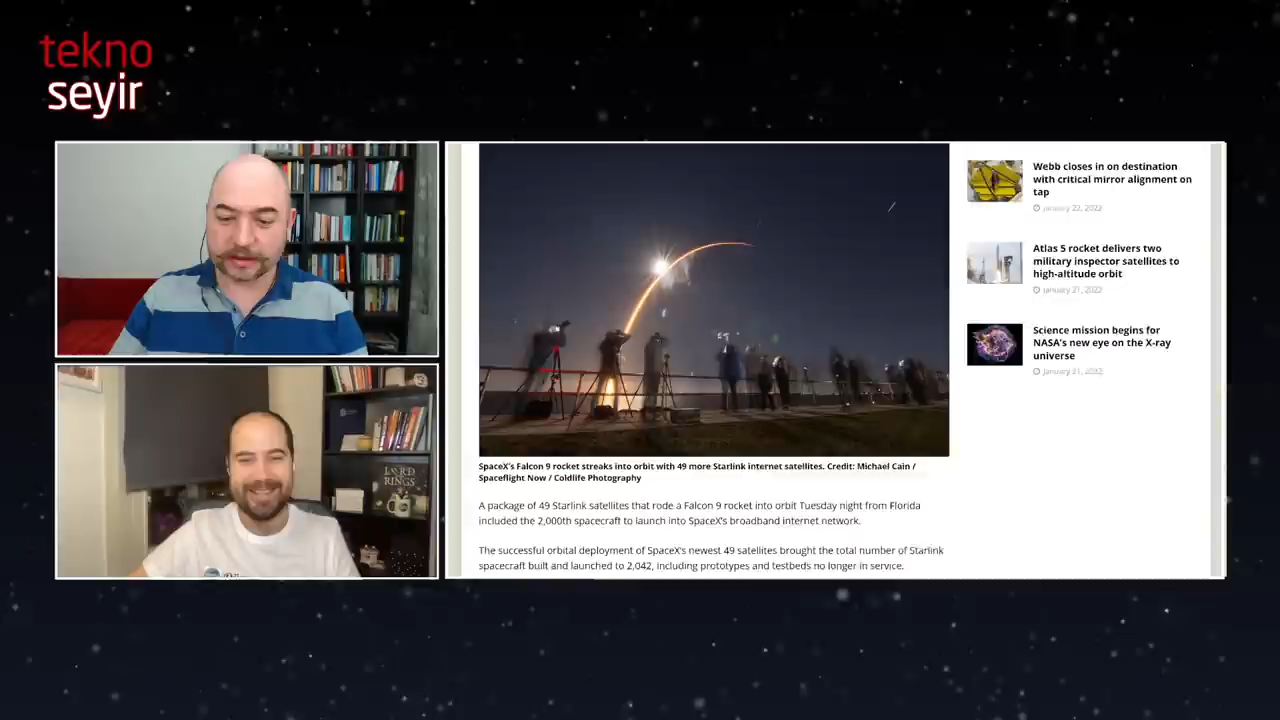 tekno
seyir
Webb closes in on destination
with critical mirror alignment on
tap
January 22, 2022
Atlas 5 rocket delivers two
military inspector satellites to
high-altitude orbit
January 21, 2022
Science mission begins for
NASA's new eye on the X-ray
universe
January 21, 2022
LORD
RINGS
SpaceX's Falcon 9 rocket streaks into orbit with 49 more Starlink internet satellites. Credit: Michael Cain /
Spaceflight Now / Coldlife Photography
A package of 49 Starlink satellites that rode a Falcon 9 rocket into orbit Tuesday night from Florida
included the 2,000th spacecraft to launch into SpaceX's broadband internet network.
The successful orbital deployment of SpaceX's newest 49 satellites brought the total number of Starlink
spacecraft built and launched to 2,042, including prototypes and testbeds no longer in service.